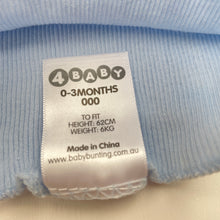 4BABY
0-3MONTHS
000
TO FIT
HEIGHT: 62CM
WEIGHT: 6KG
Made in China
www.babybunting.com.au